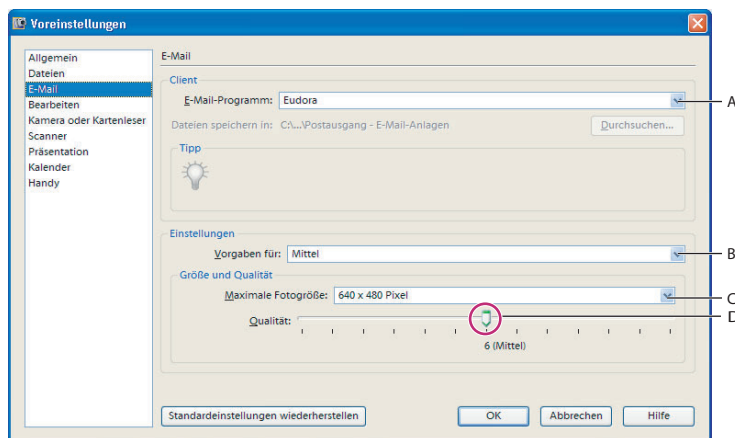 Voreinstellungen
Allgemein
Dateien
E-Mail
Bearbeiten
Kamera oder Kartenleser
Scanner
Präsentation
Kalender
Handy
E-Mail
Client
E-Mail-Programm: Eudora
A
Dateien speichern in: C:\...\Postausgang - E-Mail-Anlagen Durchsuchen...
Tipp
Einstellungen
Vorgaben für: Mittel
B
Größe und Qualität
Maximale Fotogröße: 640 x 480 Pixel
C
Qualität:
D
6 (Mittel)
Standardeinstellungen wiederherstellen OK Abbrechen Hilfe